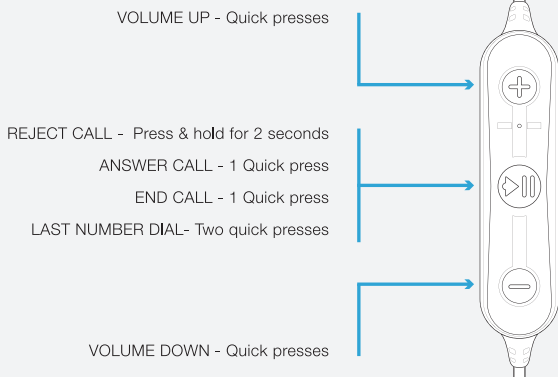 VOLUME UP - Quick presses
REJECT CALL - Press & hold for 2 seconds
ANSWER CALL - 1 Quick press
END CALL - 1 Quick press
LAST NUMBER DIAL- Two quick presses
VOLUME DOWN - Quick presses